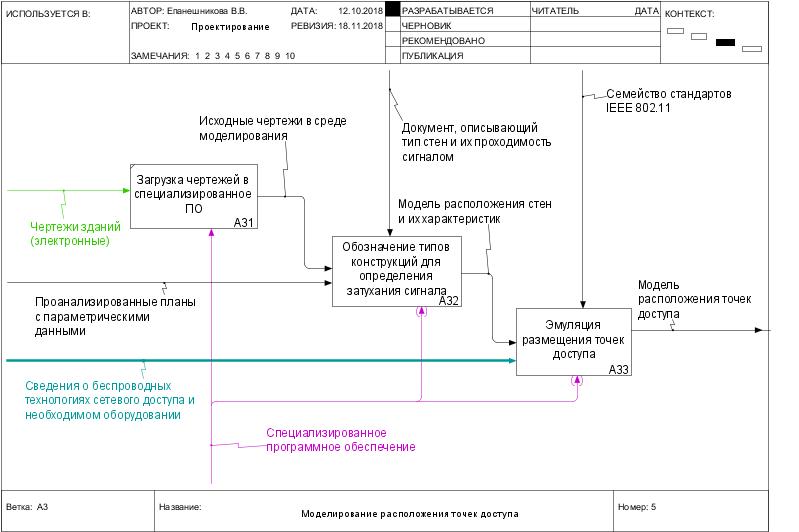 ИСПОЛЬЗУЕТСЯ В:
АВТОР: Епанешникова В.В.
ДАТА: 12.10.2018
ПРОЕКТ: Проектирование
РЕВИЗИЯ: 18.11.2018
ЗАМЕЧАНИЯ: 1 2 3 4 5 6 7 8 9 10
РАЗРАБАТЫВАЕТСЯ
ЧЕРНОВИК
РЕКОМЕНДОВАНО
ПУБЛИКАЦИЯ
ЧИТАТЕЛЬ
ДАТА
КОНТЕКСТ:
Семейство стандартов
IEEE 802.11
Исходные чертежи в среде
моделирования
Документ, описывающий
тип стен и их проходимость
сигналом
Загрузка чертежей в
специализированное
ПО
A31
Чертежи зданий
(электронные)
Модель расположения стен
и их характеристик
Обозначение типов
конструкций для
определения
затухания сигнала
A32
Проанализированные планы
с параметрическими
данными
Модель
расположения точек
доступа
Эмуляция
размещения точек
доступа
A33
Сведения о беспроводных
технологиях сетевого доступа и
необходимом оборудовании
Специализированное
программное обеспечение
Ветка: A3
Название:
Моделирование расположения точек доступа
Номер: 5